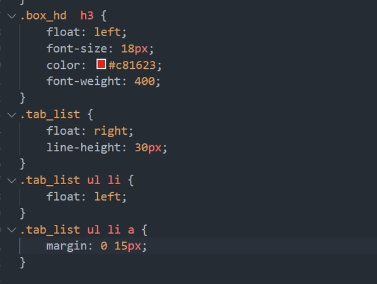 }
.box_hd  h3 {
    float: left;
    font-size: 18px;
    color: #c81623;
    font-weight: 400;
}
.tab_list {
    float: right;
    line-height: 30px;
}
.tab_list ul li {
    float: left;
}
.tab_list ul li a {
    margin: 0 15px;
}